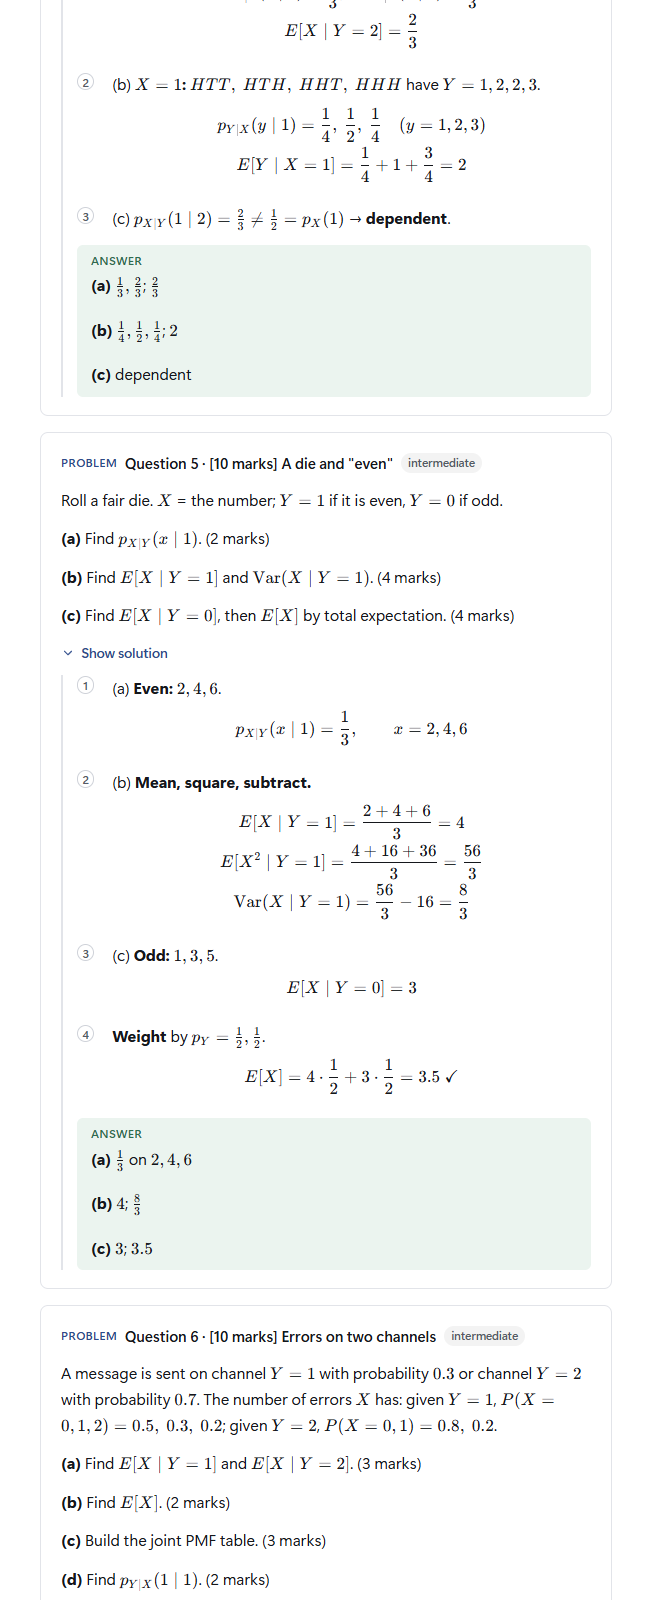 E[X | Y = 2] = 2/3
2 (b) X = 1: HTT, HTH, HHT, HHH have Y = 1, 2, 2, 3.
p_{Y|X}(y | 1) = 1/4, 1/2, 1/4 (y = 1, 2, 3)
E[Y | X = 1] = 1/4 + 1 + 3/4 = 2
3 (c) p_{X|Y}(1 | 2) = 2/3 ≠ 1/2 = p_X(1) → dependent.
ANSWER
(a) 1/3, 2/3; 2/3
(b) 1/4, 1/2, 1/4; 2
(c) dependent
PROBLEM Question 5 · [10 marks] A die and "even" intermediate
Roll a fair die. X = the number; Y = 1 if it is even, Y = 0 if odd.
(a) Find p_{X|Y}(x | 1). (2 marks)
(b) Find E[X | Y = 1] and Var(X | Y = 1). (4 marks)
(c) Find E[X | Y = 0], then E[X] by total expectation. (4 marks)
Show solution
1 (a) Even: 2, 4, 6.
p_{X|Y}(x | 1) = 1/3, x = 2, 4, 6
2 (b) Mean, square, subtract.
E[X | Y = 1] = (2 + 4 + 6)/3 = 4
E[X² | Y = 1] = (4 + 16 + 36)/3 = 56/3
Var(X | Y = 1) = 56/3 − 16 = 8/3
3 (c) Odd: 1, 3, 5.
E[X | Y = 0] = 3
4 Weight by p_Y = 1/2, 1/2.
E[X] = 4 · 1/2 + 3 · 1/2 = 3.5 ✓
ANSWER
(a) 1/3 on 2, 4, 6
(b) 4; 8/3
(c) 3; 3.5
PROBLEM Question 6 · [10 marks] Errors on two channels intermediate
A message is sent on channel Y = 1 with probability 0.3 or channel Y = 2
with probability 0.7. The number of errors X has: given Y = 1, P(X =
0, 1, 2) = 0.5, 0.3, 0.2; given Y = 2, P(X = 0, 1) = 0.8, 0.2.
(a) Find E[X | Y = 1] and E[X | Y = 2]. (3 marks)
(b) Find E[X]. (2 marks)
(c) Build the joint PMF table. (3 marks)
(d) Find p_{Y|X}(1 | 1). (2 marks)